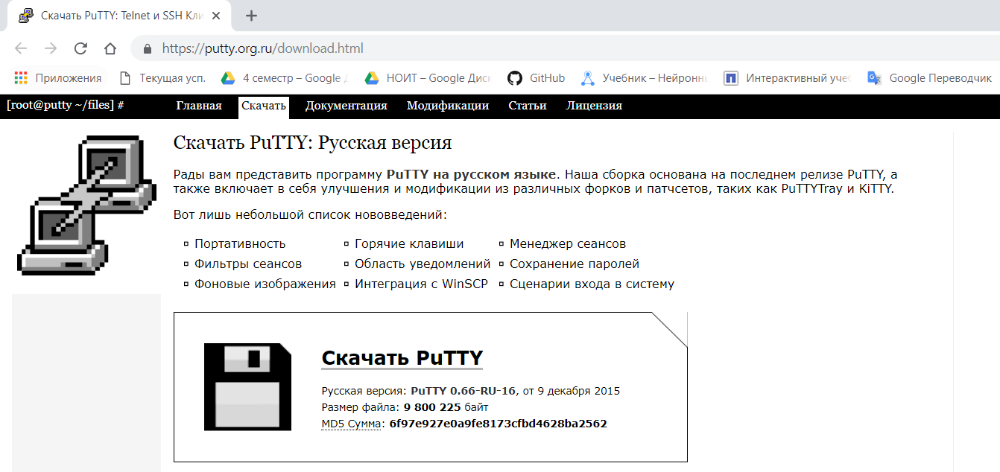 Скачать PuTTY: Telnet и SSH Кли
https://putty.org.ru/download.html
Приложения Текущая усп. 4 семестр – Google НОИТ – Google Диск GitHub Учебник – Нейронн Интерактивный учеб Google Переводчик
[root@putty ~/files] # Главная Скачать Документация Модификации Статьи Лицензия
Скачать PuTTY: Русская версия
Рады вам представить программу PuTTY на русском языке. Наша сборка основана на последнем релизе PuTTY, а
также включает в себя улучшения и модификации из различных форков и патчсетов, таких как PuTTYTray и KiTTY.
Вот лишь небольшой список нововведений:
Портативность Горячие клавиши Менеджер сеансов
Фильтры сеансов Область уведомлений Сохранение паролей
Фоновые изображения Интеграция с WinSCP Сценарии входа в систему
Скачать PuTTY
Русская версия: PuTTY 0.66-RU-16, от 9 декабря 2015
Размер файла: 9 800 225 байт
MD5 Сумма: 6f97e927e0a9fe8173cfbd4628ba2562